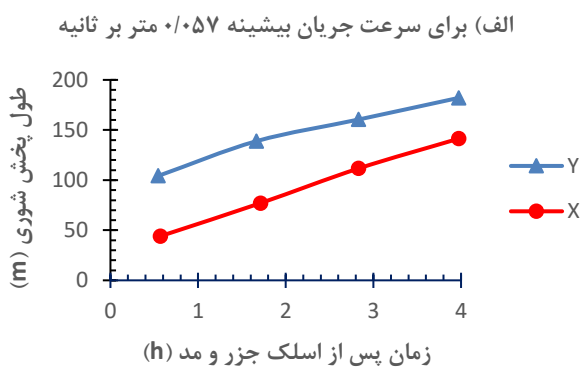 الف) برای سرعت جریان بیشینه ۰/۰۵۷ متر بر ثانیه
طول پخش شوری (m)
200
150
100
50
0
0 1 2 3 4
زمان پس از اسلک جزر و مد (h)
Y
X